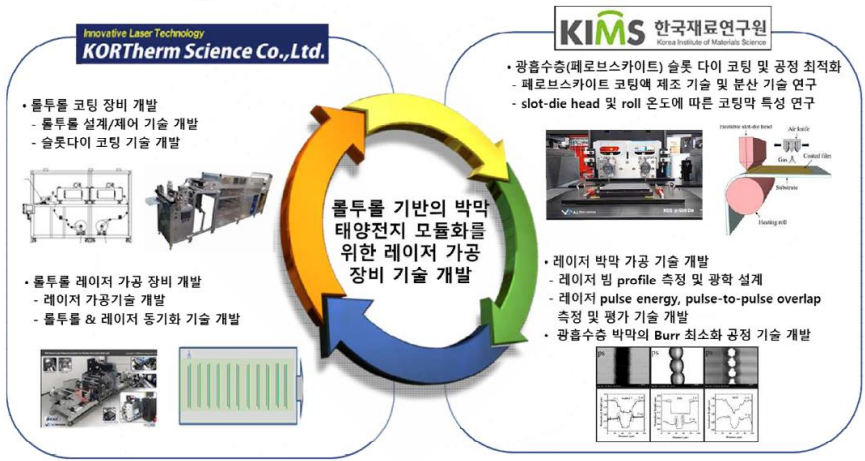 Innovative Laser Technology
KORTherm Science Co.,Ltd.
• 롤투롤 코팅 장비 개발
- 롤투롤 설계/제어 기술 개발
- 슬롯다이 코팅 기술 개발
• 롤투롤 레이저 가공 장비 개발
- 레이저 가공기술 개발
- 롤투롤 & 레이저 동기화 기술 개발
롤투롤 기반의 박막
태양전지 모듈화를
위한 레이저 가공
장비 기술 개발
KIMS 한국재료연구원
Korea Institute of Materials Science
• 광흡수층(페로브스카이트) 슬롯 다이 코팅 및 공정 최적화
- 페로브스카이트 코팅액 제조 기술 및 분산 기술 연구
- slot-die head 및 roll 온도에 따른 코팅막 특성 연구
slot-die head
Air knife
Gas
Coated film
Substrate
Heating roll
• 레이저 박막 가공 기술 개발
- 레이저 빔 profile 측정 및 광학 설계
- 레이저 pulse energy, pulse-to-pulse overlap
측정 및 평가 기술 개발
• 광흡수층 박막의 Burr 최소화 공정 기술 개발
ps
ps
ps